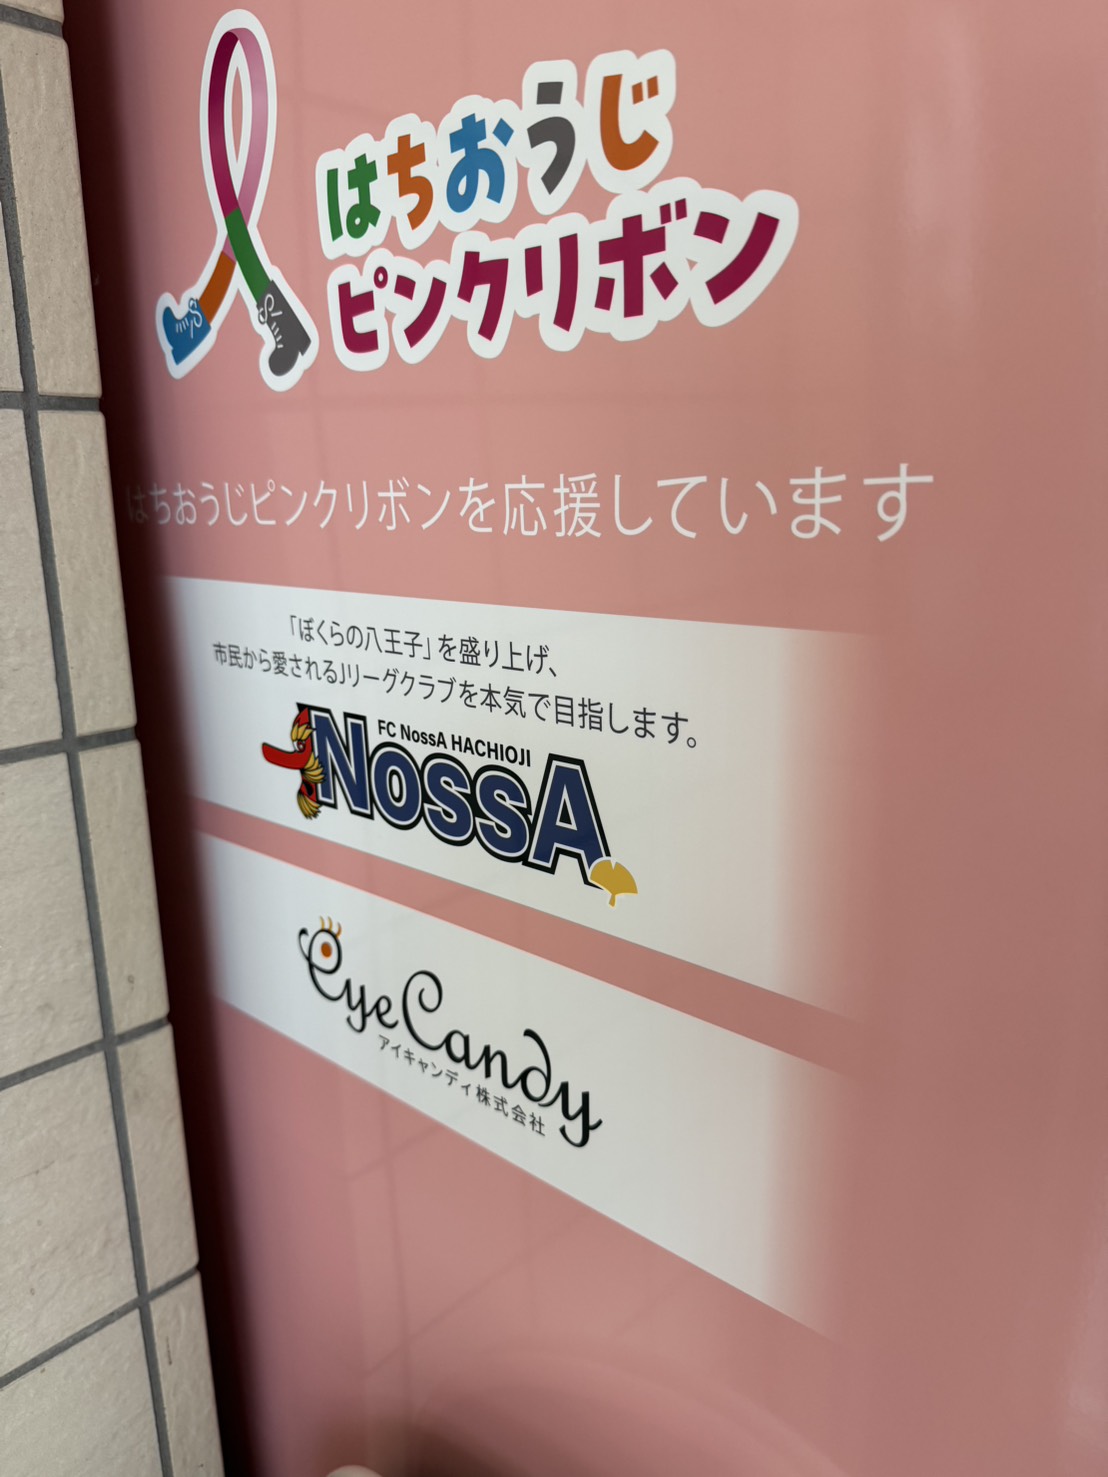 はちおうじ
ピンクリボン
はちおうじピンクリボンを応援しています
「ぼくらの八王子」を盛り上げ、
市民から愛されるJリーグクラブを本気で目指します。
FC NossA HACHIOJI
NossA
eyeCandy
アイキャンディ株式会社